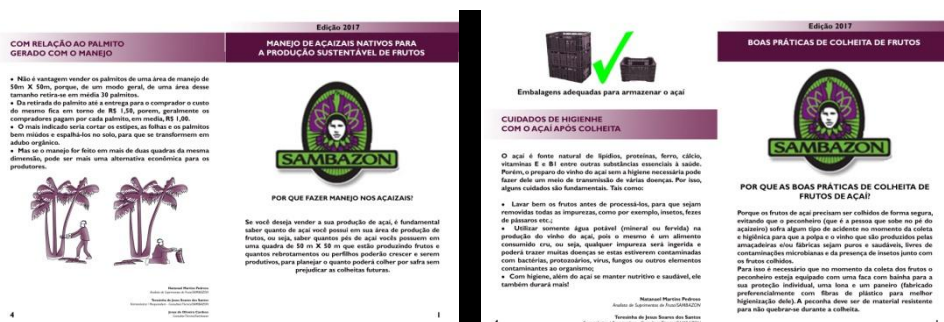 COM RELAÇÃO AO PALMITO
GERADO COM O MANEJO
• Não é vantagem vender os palmitos de uma área de manejo de
50m X 50m, porque, de um modo geral, de uma área desse
tamanho retira-se em média 30 palmitos.
• Da retirada do palmito até a entrega para o comprador o custo
do mesmo fica em torno de R$ 1,50, porem, geralmente os
compradores pagam por cada palmito, em media, R$ 1,00.
• O mais indicado seria cortar os estipes, as folhas e os palmitos
bem miúdos e espalhá-los no solo, para que se transformem em
adubo orgânico.
• Mas se o manejo for feito em mais de duas quadras da mesma
dimensão, pode ser mais uma alternativa econômica para os
produtores.
4
Edição 2017
MANEJO DE AÇAIZAIS NATIVOS PARA
A PRODUÇÃO SUSTENTÁVEL DE FRUTOS
SAMBAZON
POR QUE FAZER MANEJO NOS AÇAIZAIS?
Se você deseja vender a sua produção de açaí, é fundamental
saber quanto de açaí você possui em sua área de produção de
frutos, ou seja, saber quantos pés de açaí vocês possuem em
uma quadra de 50 m X 50 m que estão produzindo frutos e
quantos rebrotamentos ou perfilhos poderão crescer e serem
produtivos, para planejar o quanto poderá colher por safra sem
prejudicar as colheitas futuras.
1
Embalagens adequadas para armazenar o açaí
CUIDADOS DE HIGIENHE
COM O AÇAÍ APÓS COLHEITA
O açaí é fonte natural de lipídios, proteínas, ferro, cálcio,
vitaminas E e B1 entre outras substâncias essenciais à saúde.
Porém, o preparo do vinho do açaí sem a higiene necessária pode
fazer dele um meio de transmissão de várias doenças. Por isso,
alguns cuidados são fundamentais. Tais como:
• Lavar bem os frutos antes de processá-los, para que sejam
removidas todas as impurezas, como por exemplo, insetos, fezes
de pássaros etc.;
• Utilizar somente água potável (mineral ou fervida) na
produção do vinho do açaí, pois o mesmo é um alimento
consumido cru, ou seja, qualquer impureza será ingerida e
poderá trazer muitas doenças se estas estiverem contaminadas
com bactérias, protozoários, vírus, fungos ou outros elementos
contaminantes ao organismo;
• Com higiene, além do açaí se manter nutritivo e saudável, ele
também durará mais!
Natanael Martins Pedroso
Analista de Suprimentos de Frutas/SAMBAZON
Terezinha de Jesus Soares dos Santos
Edição 2017
BOAS PRÁTICAS DE COLHEITA DE FRUTOS
SAMBAZON
POR QUE AS BOAS PRÁTICAS DE COLHEITA DE
FRUTOS DE AÇAÍ?
Porque os frutos de açaí precisam ser colhidos de forma segura,
evitando que o peconheiro (que é a pessoa que sobe no pé do
açaizeiro) sofra algum tipo de acidente no momento da coleta
e higiênica para que a polpa e o vinho que são produzidos pelas
amaçadeiras e/ou fábricas sejam puros e saudáveis, livres de
contaminações microbianas e da presença de insetos junto com
os frutos colhidos.
Para isso é necessário que no momento da coleta dos frutos o
peconheiro esteja equipado com uma faca com bainha para a
sua proteção individual, uma lona e um paneiro (fabricado
preferencialmente com fibras de plástico para melhor
higienização dele). A peconha deve ser de material resistente
para não quebrar-se durante a colheita.